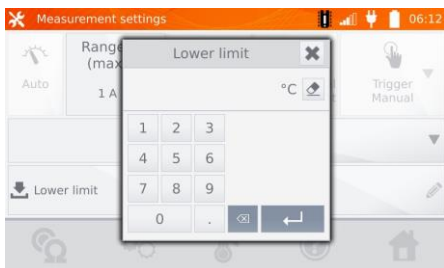 Measurement settings 06:12
Range
(max
Lower limit
Auto
1 A
°C
Trigger
Manual
1 2 3
4 5 6
Lower limit
7 8 9
0 .